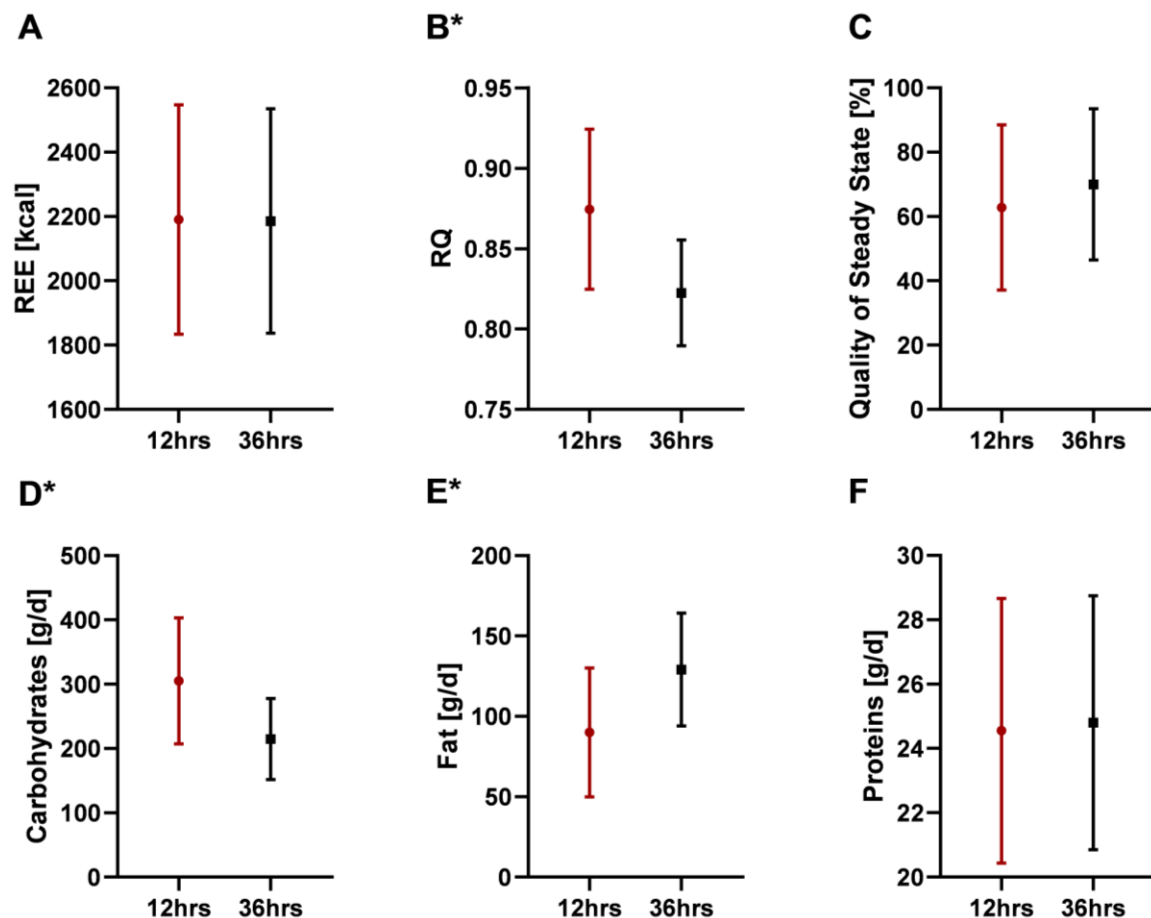 A
REE [kcal]
2600
2400
2200
2000
1800
1600
12hrs 36hrs
B*
RQ
0.95
0.90
0.85
0.80
0.75
12hrs 36hrs
C
Quality of Steady State [%]
100
80
60
40
20
0
12hrs 36hrs
D*
Carbohydrates [g/d]
500
400
300
200
100
0
12hrs 36hrs
E*
Fat [g/d]
200
150
100
50
0
12hrs 36hrs
F
Proteins [g/d]
30
28
26
24
22
20
12hrs 36hrs